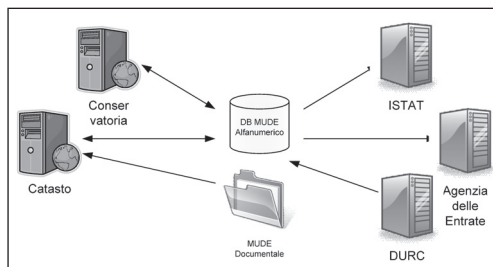 Conser
vatoria
ISTAT
DB MUDE
Alfanumerico
Catasto
Agenzia
delle
Entrate
MUDE
Documentale
DURC